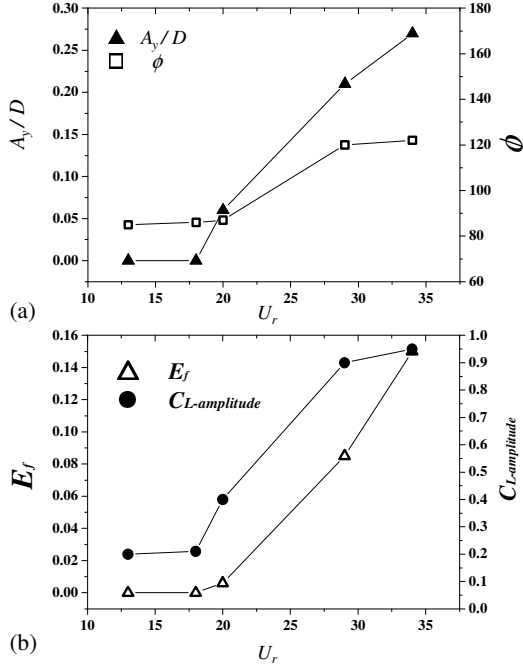 0.30
0.25
0.20
0.15
0.10
0.05
0.00
A_y / D
A_y / D
ϕ
180
160
140
120
100
80
60
ϕ
10 15 20 25 30 35
U_r
(a)
0.16
0.14
0.12
0.10
0.08
0.06
0.04
0.02
0.00
E_f
E_f
C_L-amplitude
1.0
0.9
0.8
0.7
0.6
0.5
0.4
0.3
0.2
0.1
0.0
C_L-amplitude
10 15 20 25 30 35
U_r
(b)